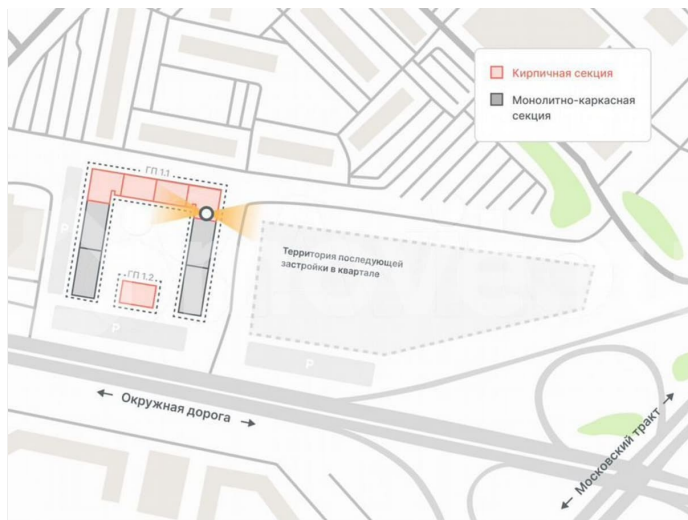 Кирпичная секция
Монолитно-каркасная
секция
ГП 1.1
P
Территория последующей
застройки в квартале
ГП 1.2
P
P
Окружная дорога
Московский тракт